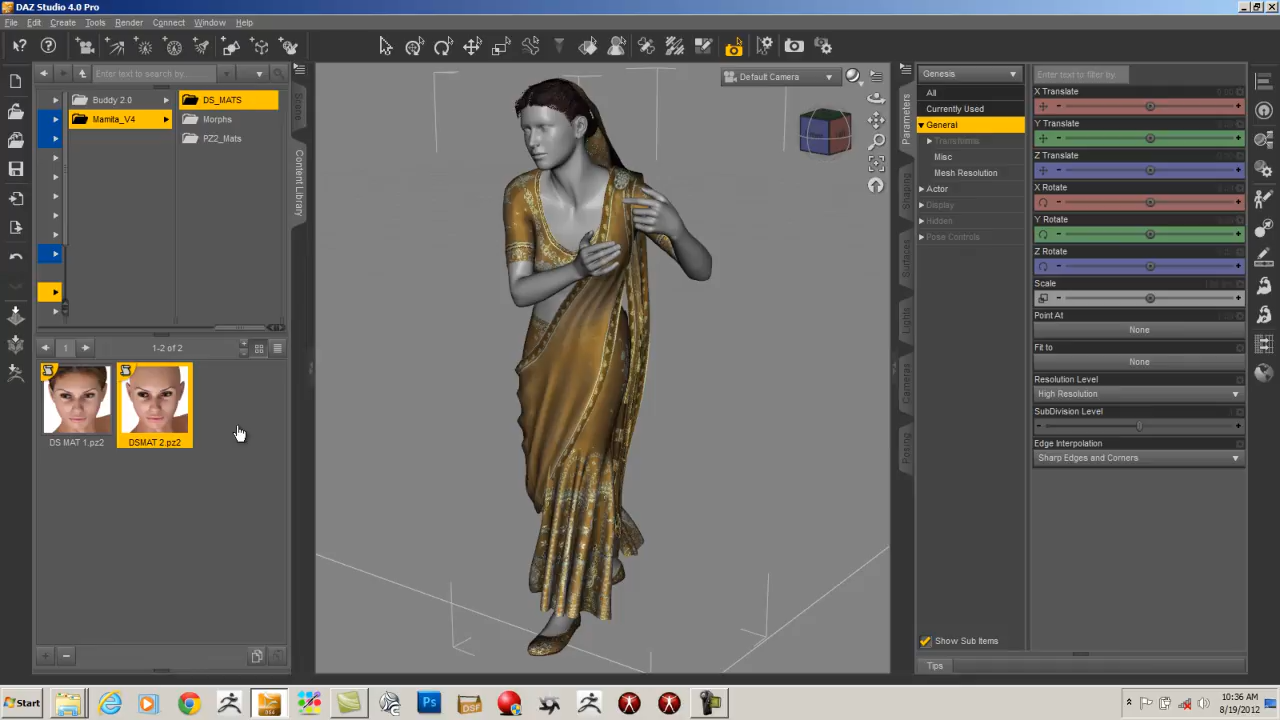 DAZ Studio 4.0 Pro
File Edit Create Tools Render Connect Window Help
Enter text to search by...
Buddy 2.0
DS_MATS
Mamita_V4
Morphs
PZ2_Mats
1
1-2 of 2
DS MAT 1.pz2
DSMAT 2.pz2
Scene
Content Library
Default Camera
Parameters
Shaping
Surfaces
Lights
Cameras
Posing
Genesis
All
Currently Used
General
Transforms
Misc
Mesh Resolution
Actor
Display
Hidden
Pose Controls
Show Sub Items
Enter text to filter by
X Translate
Y Translate
Z Translate
X Rotate
Y Rotate
Z Rotate
Scale
Point At
None
Fit to
None
Resolution Level
High Resolution
SubDivision Level
Edge Interpolation
Sharp Edges and Corners
Tips
Start
DS4
Ps
DSF
10:36 AM
8/19/2012